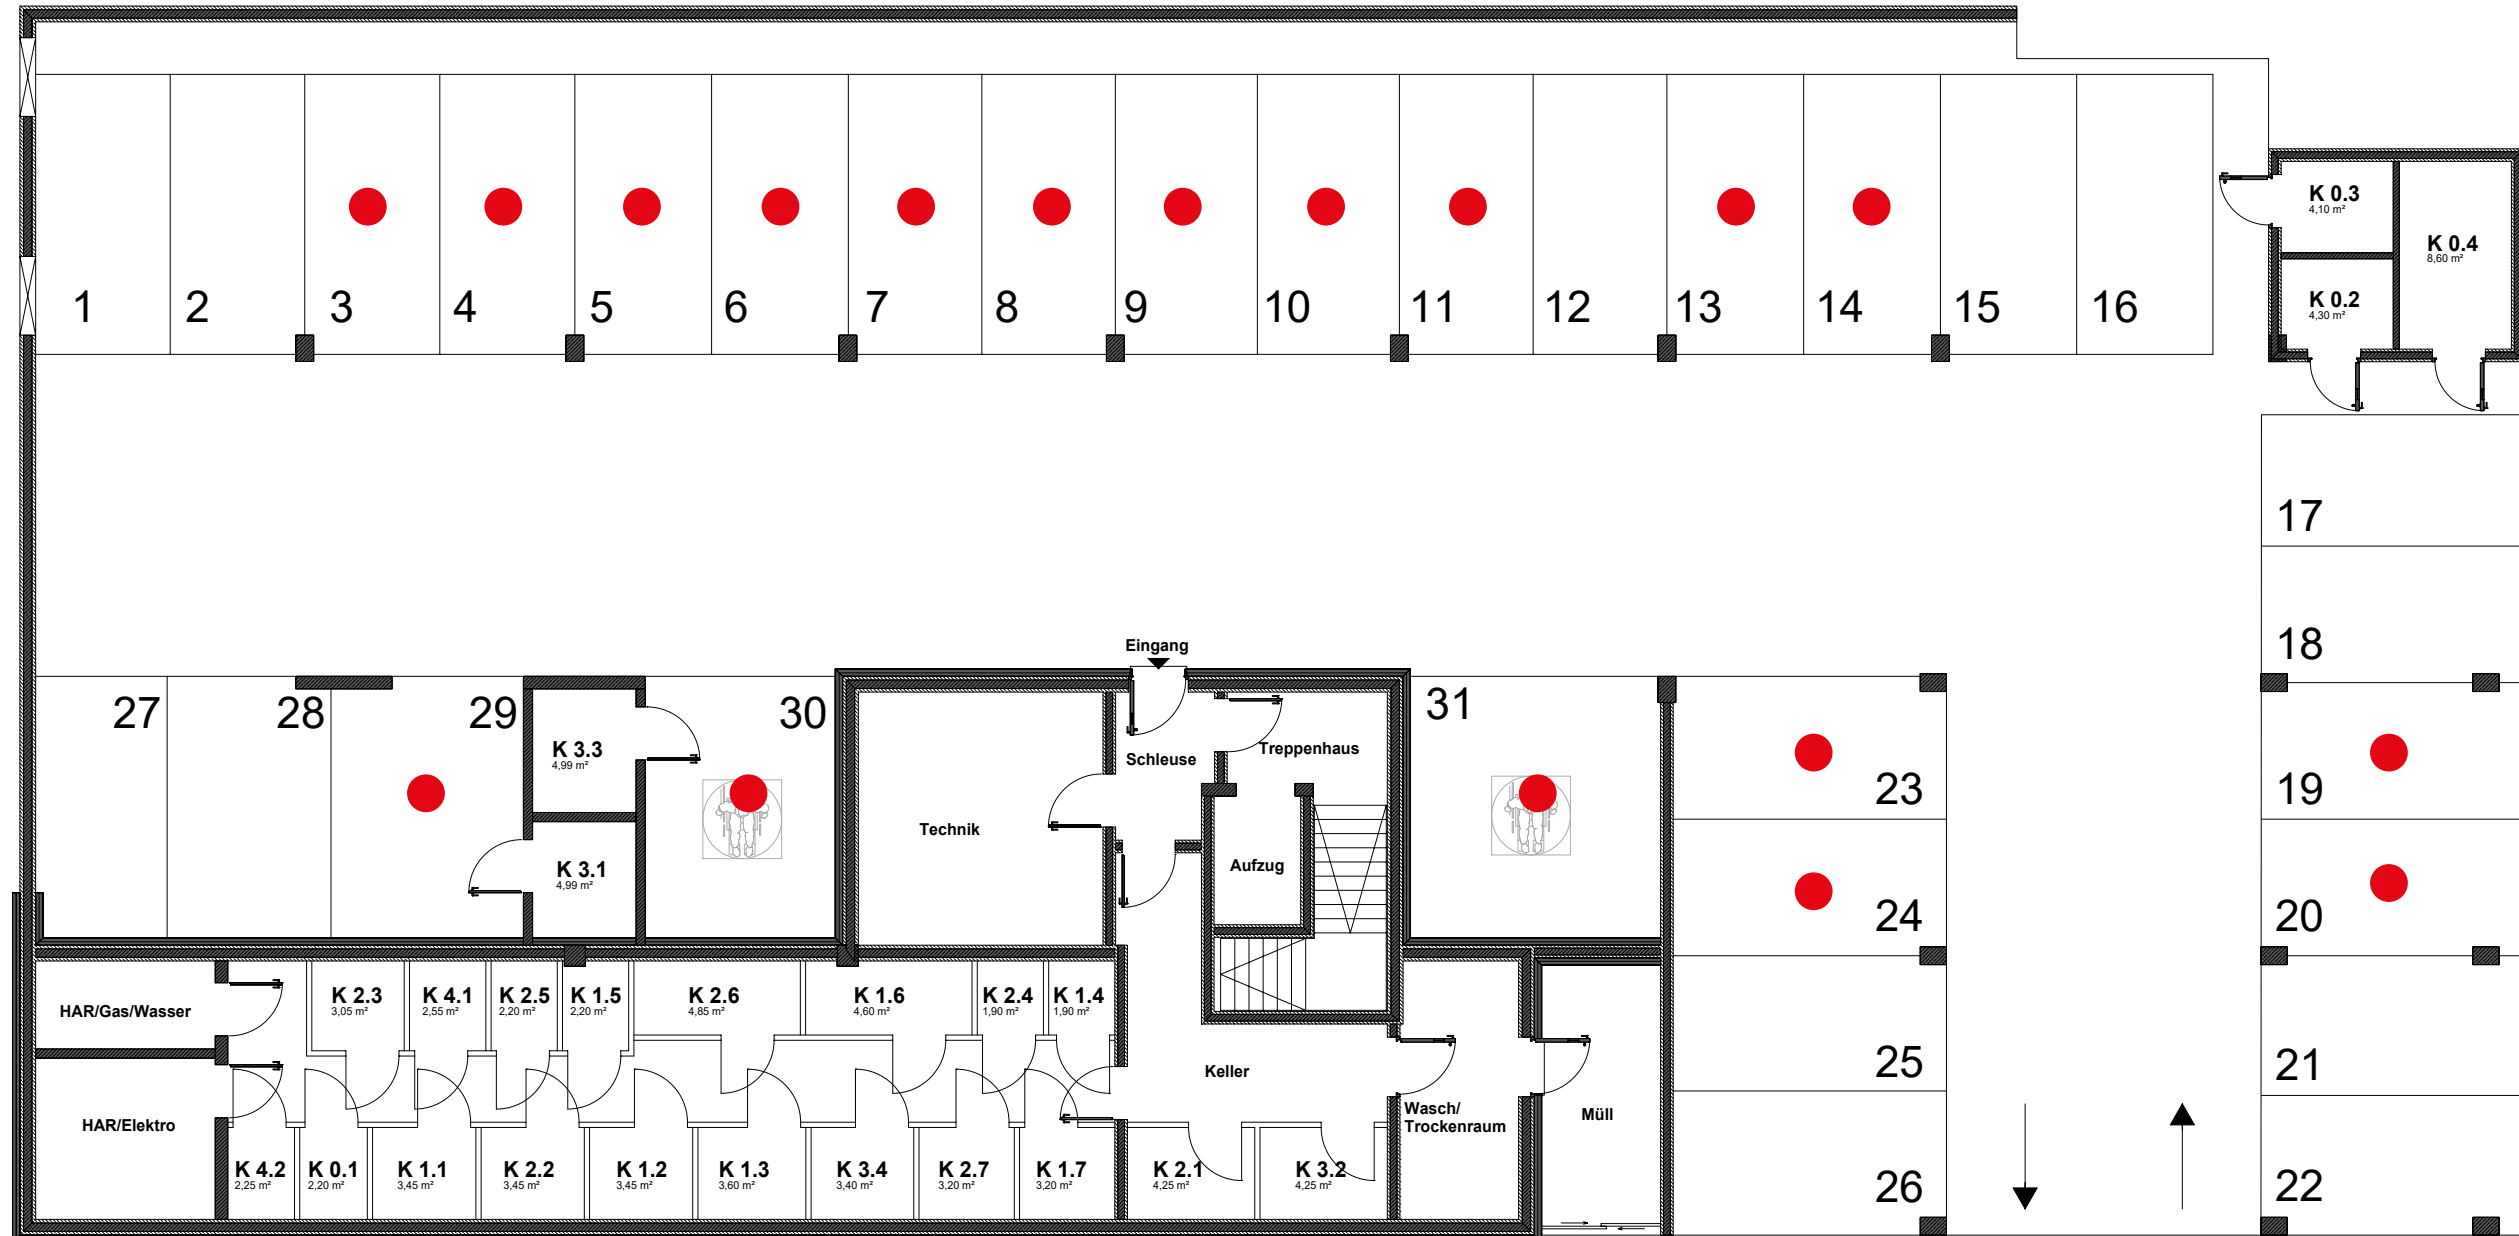 1 2 3 4 5 6 7 8 9 10 11 12 13 14 15 16
K 0.3
4,10 m²
K 0.4
8,60 m²
K 0.2
4,30 m²
17
18
19
20
21
22
Eingang
27 28 29 30
K 3.3
4,99 m²
K 3.1
4,99 m²
Technik
Schleuse
Treppenhaus
Aufzug
31
23
24
25
26
HAR/Gas/Wasser
HAR/Elektro
K 2.3
3,05 m²
K 4.1
2,55 m²
K 2.5
2,20 m²
K 1.5
2,20 m²
K 2.6
4,85 m²
K 1.6
4,60 m²
K 2.4
1,90 m²
K 1.4
1,90 m²
Keller
Wasch/
Trockenraum
Müll
K 4.2
2,25 m²
K 0.1
2,20 m²
K 1.1
3,45 m²
K 2.2
3,45 m²
K 1.2
3,45 m²
K 1.3
3,60 m²
K 3.4
3,40 m²
K 2.7
3,20 m²
K 1.7
3,20 m²
K 2.1
4,25 m²
K 3.2
4,25 m²